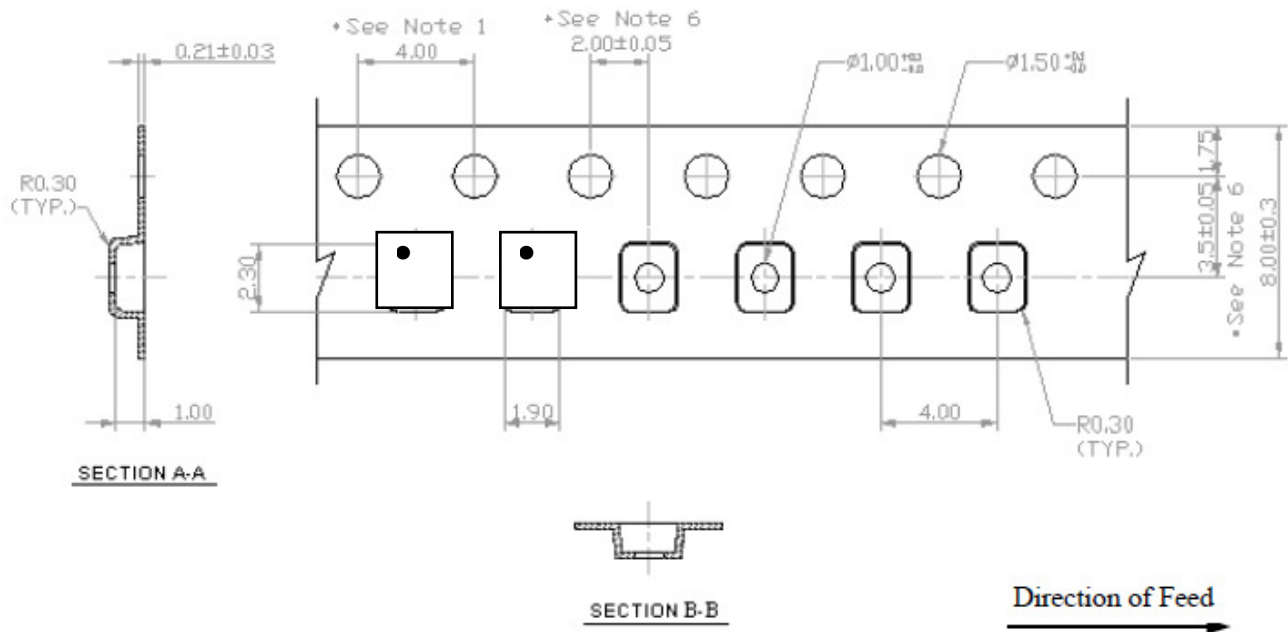 *See Note 1
4.00
*See Note 6
2.00±0.05
0.21±0.03
Ø1.00
Ø1.50
1.75
3.5±0.05
*See Note 6
8.00±0.3
R0.30
(TYP.)
2.30
1.00
1.90
4.00
R0.30
(TYP.)
SECTION A-A
SECTION B-B
Direction of Feed